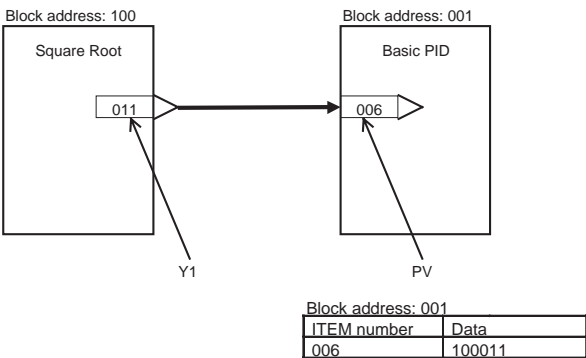 Block address: 100
Block address: 001
Square Root
Basic PID
011
006
Y1
PV
Block address: 001
ITEM number Data
006 100011